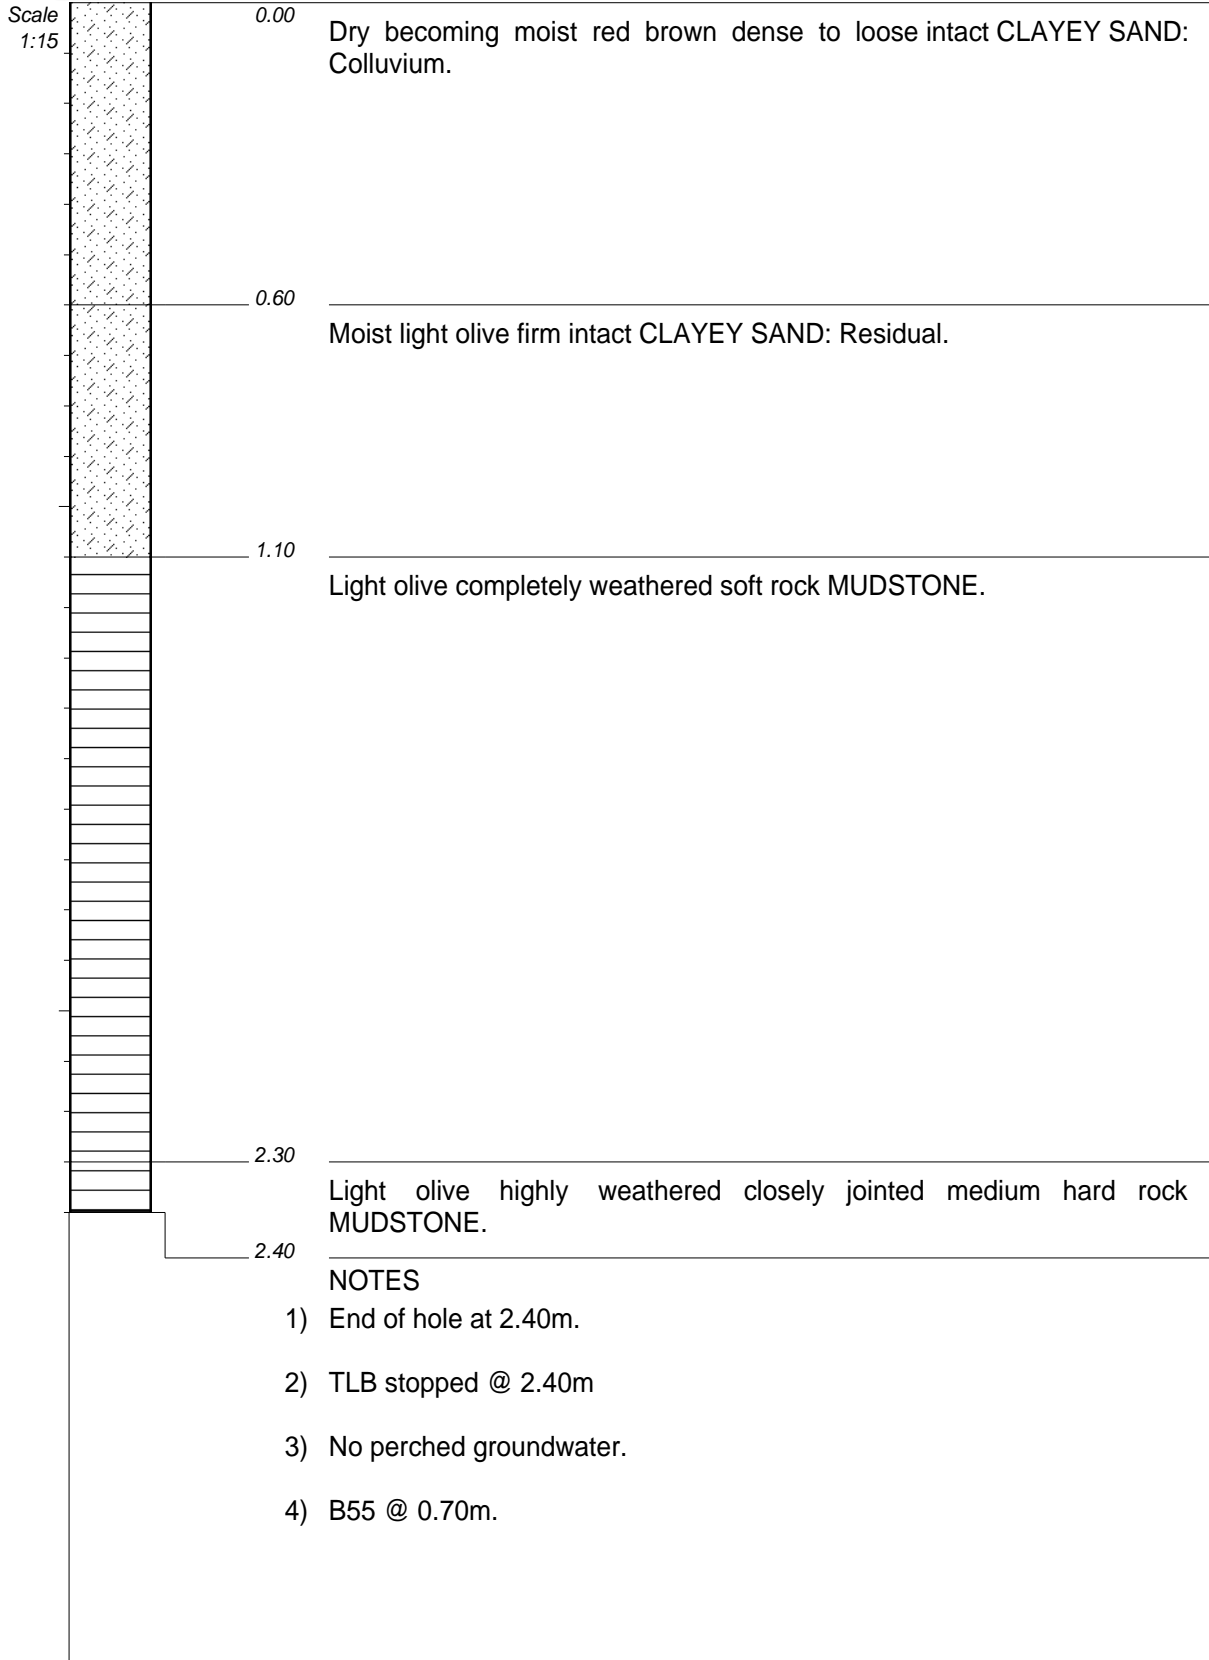 Scale
1:15
0.00
Dry becoming moist red brown dense to loose intact CLAYEY SAND:
Colluvium.
0.60
Moist light olive firm intact CLAYEY SAND: Residual.
1.10
Light olive completely weathered soft rock MUDSTONE.
2.30
Light olive highly weathered closely jointed medium hard rock
MUDSTONE.
2.40
NOTES
1) End of hole at 2.40m.
2) TLB stopped @ 2.40m
3) No perched groundwater.
4) B55 @ 0.70m.